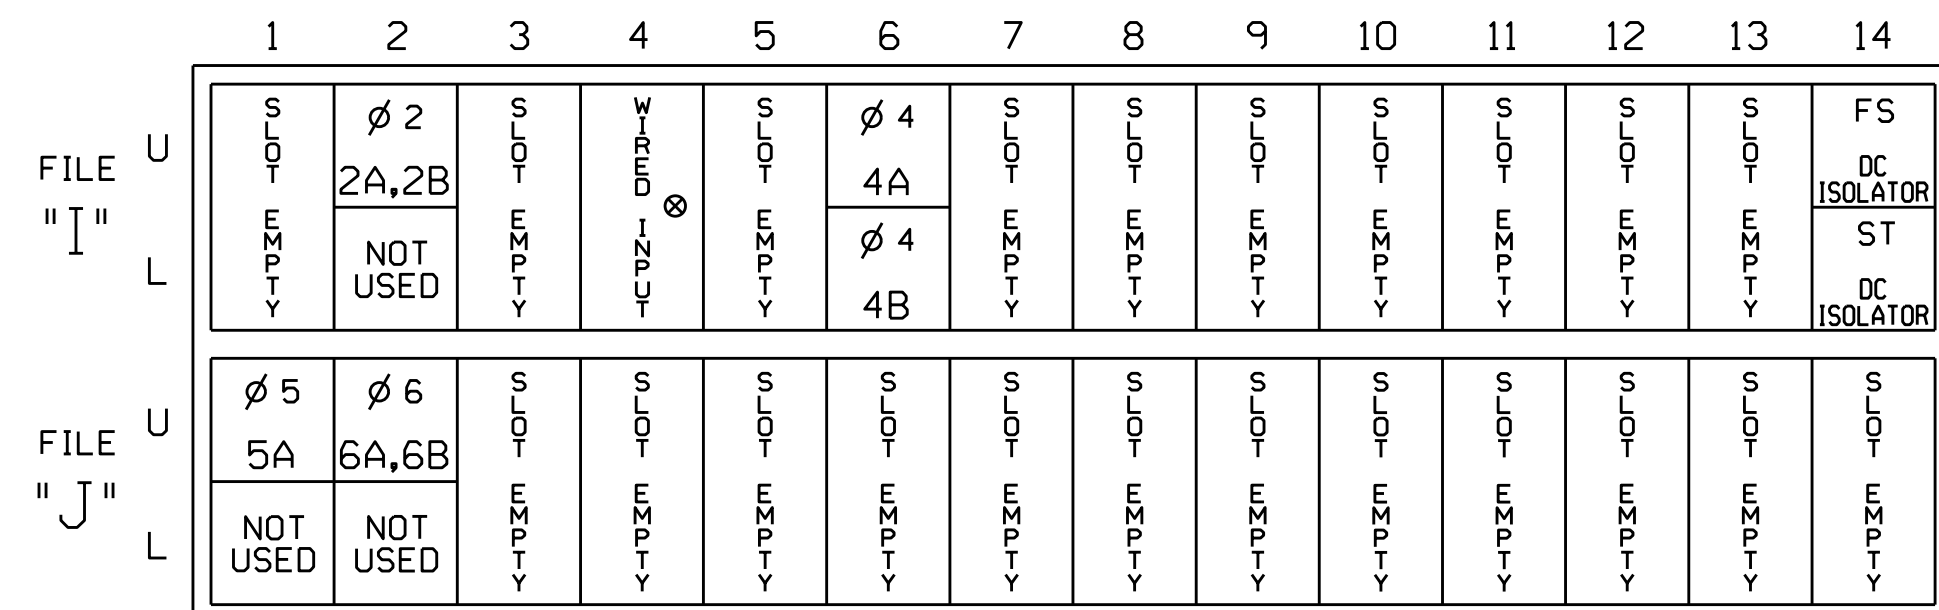 1 2 3 4 5 6 7 8 9 10 11 12 13 14
FILE "I"
U
L
SLOT EMPTY
Ø 2
2A,2B
NOT USED
SLOT EMPTY
WIRED INPUT ⊗
SLOT EMPTY
Ø 4
4A
Ø 4
4B
SLOT EMPTY
SLOT EMPTY
SLOT EMPTY
SLOT EMPTY
SLOT EMPTY
SLOT EMPTY
SLOT EMPTY
FS
DC
ISOLATOR
ST
DC
ISOLATOR
FILE "J"
U
L
Ø 5
5A
NOT USED
Ø 6
6A,6B
NOT USED
SLOT EMPTY
SLOT EMPTY
SLOT EMPTY
SLOT EMPTY
SLOT EMPTY
SLOT EMPTY
SLOT EMPTY
SLOT EMPTY
SLOT EMPTY
SLOT EMPTY
SLOT EMPTY
SLOT EMPTY